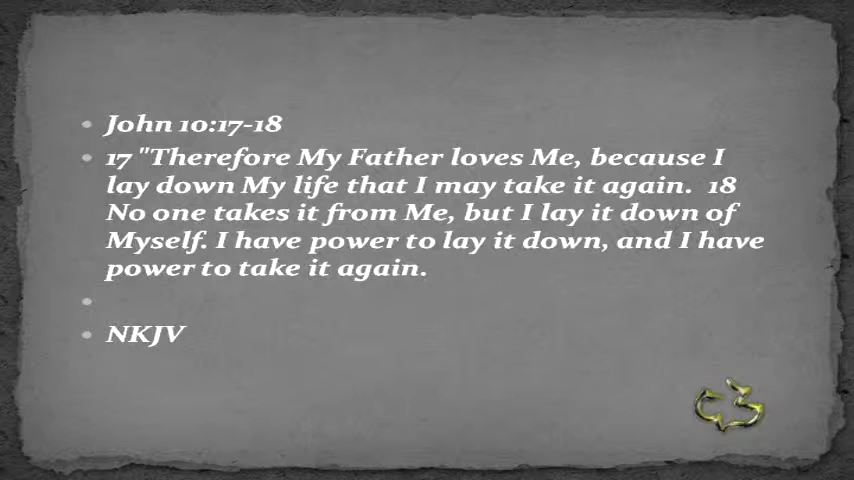 John 10:17-18
17 "Therefore My Father loves Me, because I
lay down My life that I may take it again.  18
No one takes it from Me, but I lay it down of
Myself. I have power to lay it down, and I have
power to take it again.
NKJV